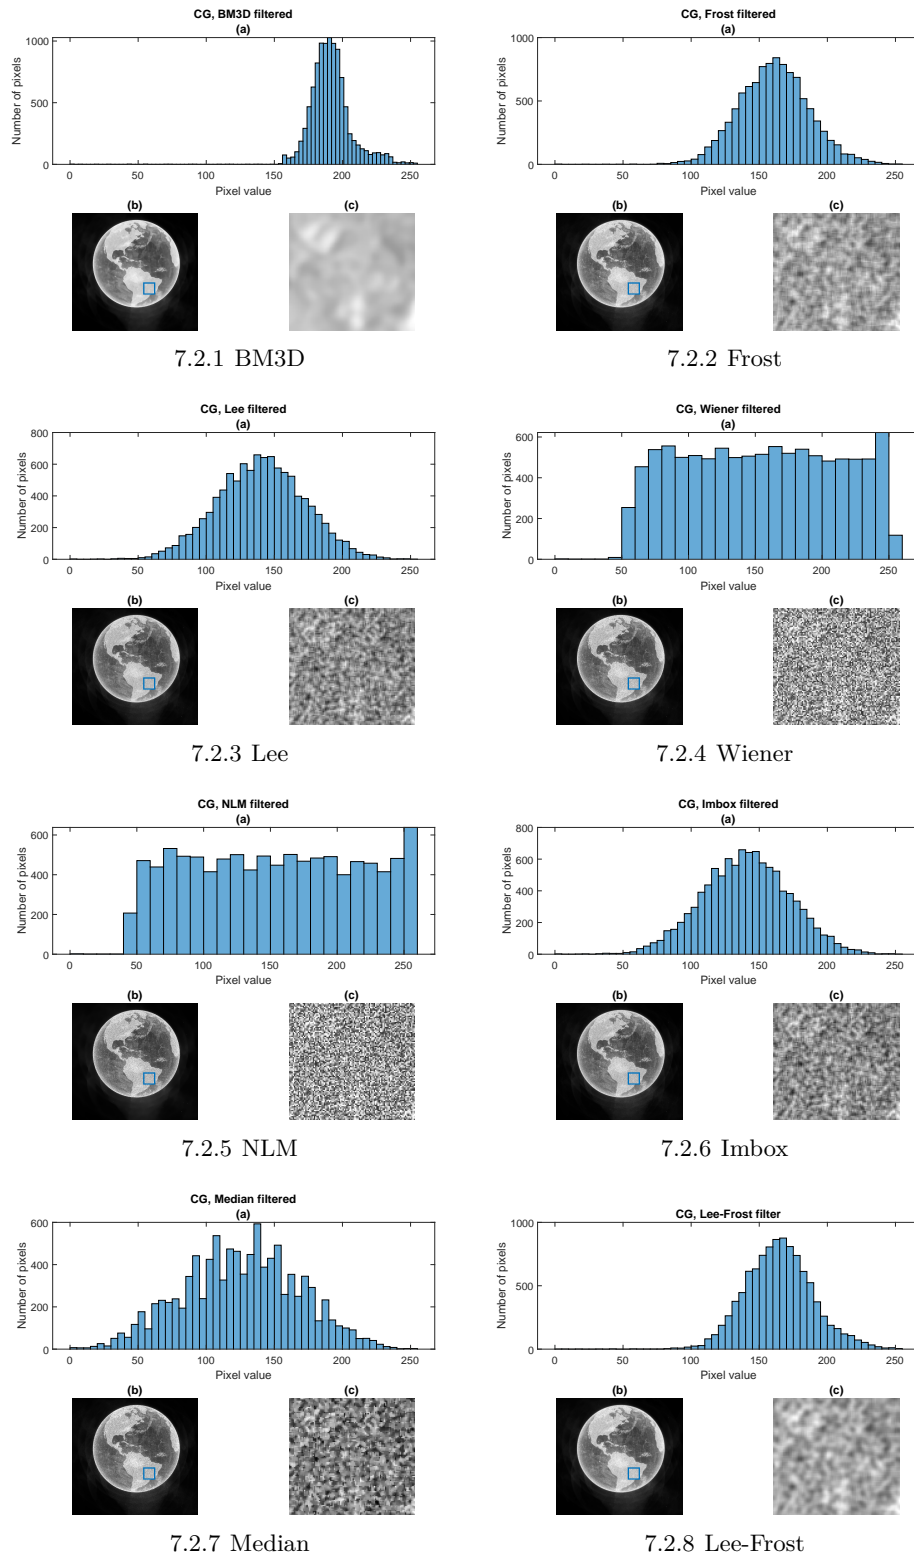 CG, BM3D filtered
(a)
1000
500
0
Number of pixels
0 50 100 150 200 250
Pixel value
(b) (c)
7.2.1 BM3D
CG, Frost filtered
(a)
1000
500
0
Number of pixels
0 50 100 150 200 250
Pixel value
(b) (c)
7.2.2 Frost
CG, Lee filtered
(a)
800
600
400
200
0
Number of pixels
0 50 100 150 200 250
Pixel value
(b) (c)
7.2.3 Lee
CG, Wiener filtered
(a)
600
400
200
0
Number of pixels
0 50 100 150 200 250
Pixel value
(b) (c)
7.2.4 Wiener
CG, NLM filtered
(a)
600
400
200
0
Number of pixels
0 50 100 150 200 250
Pixel value
(b) (c)
7.2.5 NLM
CG, Imbox filtered
(a)
800
600
400
200
0
Number of pixels
0 50 100 150 200 250
Pixel value
(b) (c)
7.2.6 Imbox
CG, Median filtered
(a)
600
400
200
0
Number of pixels
0 50 100 150 200 250
Pixel value
(b) (c)
7.2.7 Median
CG, Lee-Frost filter
1000
500
0
Number of pixels
0 50 100 150 200 250
Pixel value
(b) (c)
7.2.8 Lee-Frost